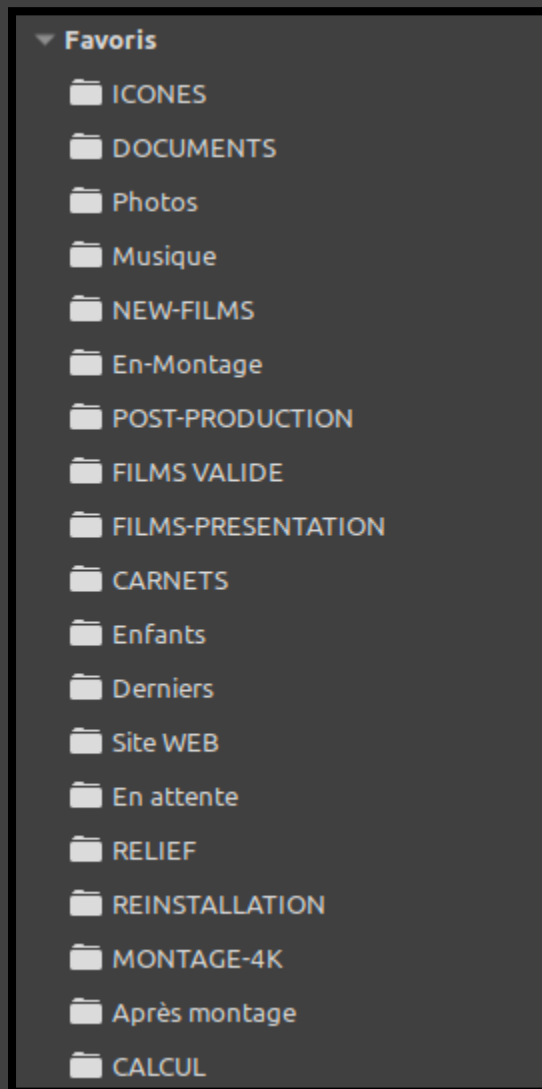 Favoris
ICONES
DOCUMENTS
Photos
Musique
NEW-FILMS
En-Montage
POST-PRODUCTION
FILMS VALIDE
FILMS-PRESENTATION
CARNETS
Enfants
Derniers
Site WEB
En attente
RELIEF
REINSTALLATION
MONTAGE-4K
Après montage
CALCUL